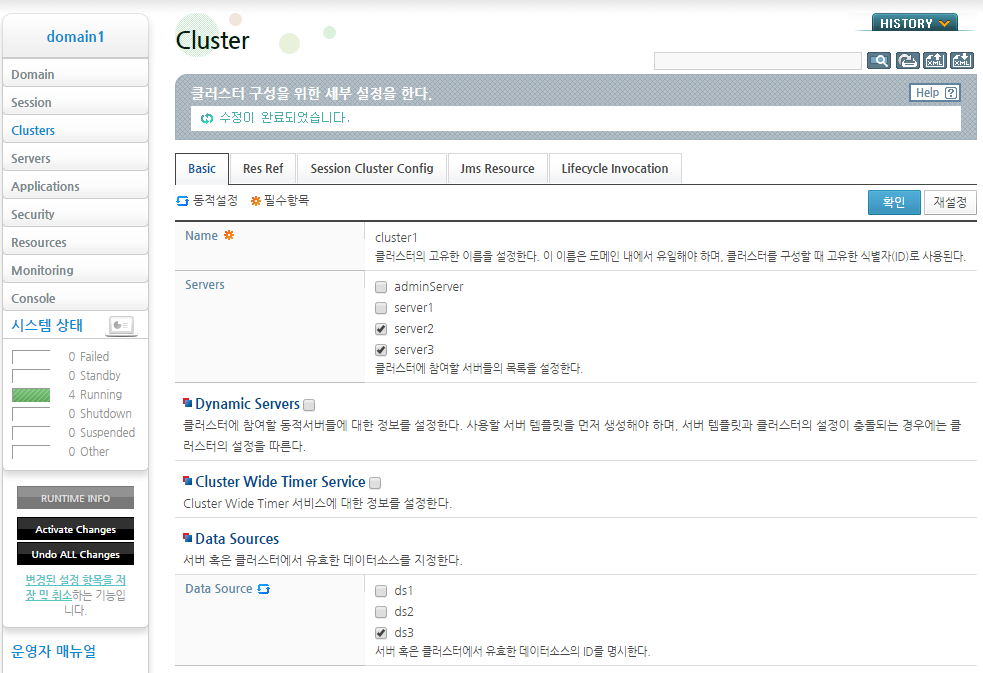 domain1
Domain
Session
Clusters
Servers
Applications
Security
Resources
Monitoring
Console
시스템 상태
0 Failed
0 Standby
4 Running
0 Shutdown
0 Suspended
0 Other
RUNTIME INFO
Activate Changes
Undo ALL Changes
변경된 설정 항목을 저
장 및 취소하는 기능입
니다.
운영자 매뉴얼
Cluster
HISTORY
클러스터 구성을 위한 세부 설정을 한다.
Help ?
수정이 완료되었습니다.
Basic
Res Ref
Session Cluster Config
Jms Resource
Lifecycle Invocation
동적설정 필수항목
확인
재설정
Name
cluster1
클러스터의 고유한 이름을 설정한다. 이 이름은 도메인 내에서 유일해야 하며, 클러스터를 구성할 때 고유한 식별자(ID)로 사용된다.
Servers
adminServer
server1
server2
server3
클러스터에 참여할 서버들의 목록을 설정한다.
Dynamic Servers
클러스터에 참여할 동적서버들에 대한 정보를 설정한다. 사용할 서버 템플릿을 먼저 생성해야 하며, 서버 템플릿과 클러스터의 설정이 충돌되는 경우에는 클
러스터의 설정을 따른다.
Cluster Wide Timer Service
Cluster Wide Timer 서비스에 대한 정보를 설정한다.
Data Sources
서버 혹은 클러스터에서 유효한 데이터소스를 지정한다.
Data Source
ds1
ds2
ds3
서버 혹은 클러스터에서 유효한 데이터소스의 ID를 명시한다.